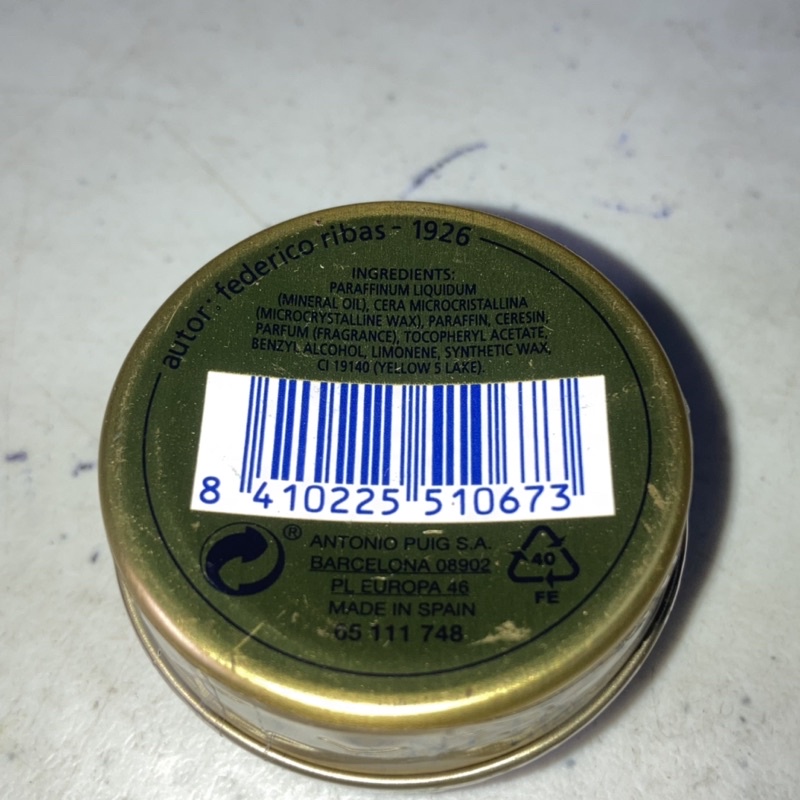 autor: federico ribas - 1926
INGREDIENTS:
PARAFFINUM LIQUIDUM
(MINERAL OIL), CERA MICROCRISTALLINA
(MICROCRYSTALLINE WAX), PARAFFIN, CERESIN,
PARFUM (FRAGRANCE), TOCOPHERYL ACETATE,
BENZYL ALCOHOL, LIMONENE, SYNTHETIC WAX,
CI 19140 (YELLOW 5 LAKE).
8 410225 510673
® ANTONIO PUIG S.A.
BARCELONA 08902
PL EUROPA 46
MADE IN SPAIN
65 111 748
40
FE